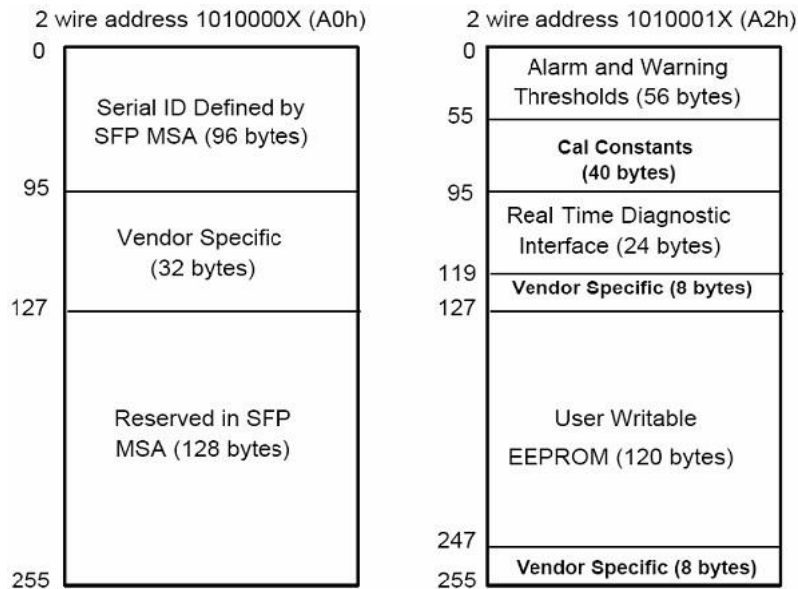 2 wire address 1010000X (A0h)
0
Serial ID Defined by
SFP MSA (96 bytes)
95
Vendor Specific
(32 bytes)
127
Reserved in SFP
MSA (128 bytes)
255
2 wire address 1010001X (A2h)
0
Alarm and Warning
Thresholds (56 bytes)
55
Cal Constants
(40 bytes)
95
Real Time Diagnostic
Interface (24 bytes)
119
Vendor Specific (8 bytes)
127
User Writable
EEPROM (120 bytes)
247
Vendor Specific (8 bytes)
255